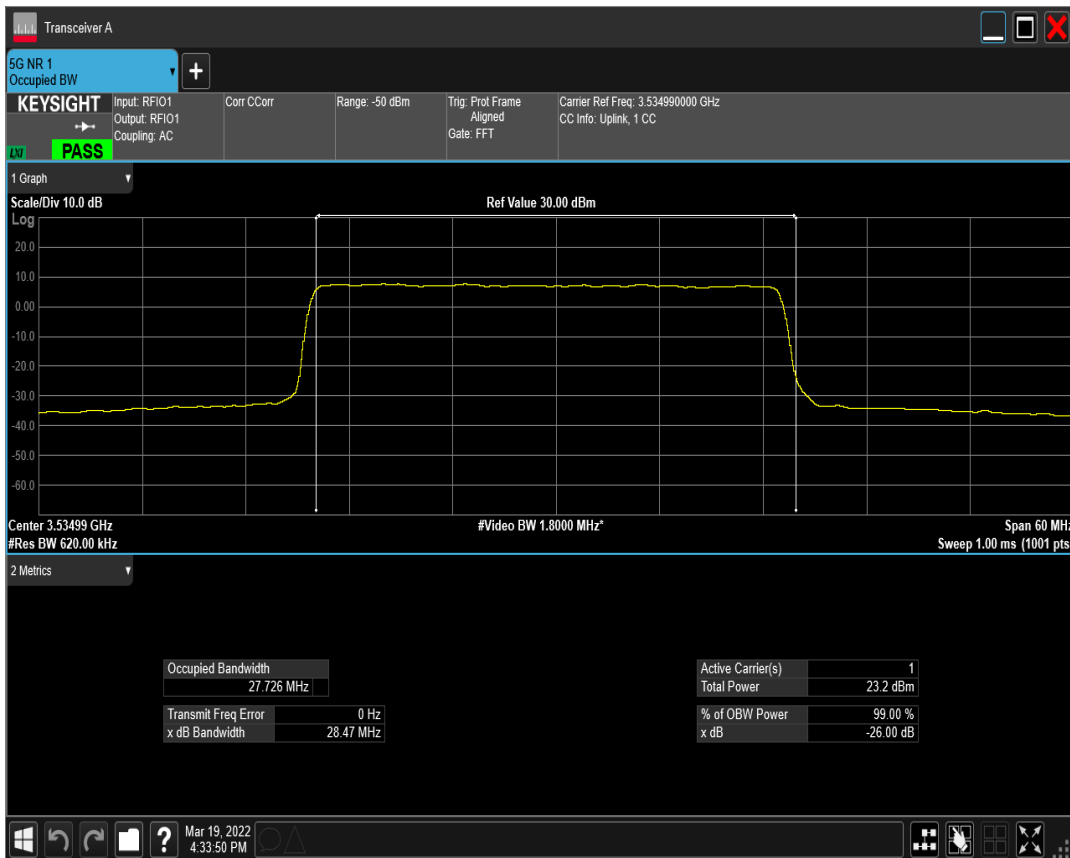 Transceiver A
5G NR 1
Occupied BW
KEYSIGHT
LXI
PASS
Input: RFIO1
Output: RFIO1
Coupling: AC
Corr CCorr
Range: -50 dBm
Trig: Prot Frame
Aligned
Gate: FFT
Carrier Ref Freq: 3.534990000 GHz
CC Info: Uplink, 1 CC
1 Graph
Scale/Div 10.0 dB
Ref Value 30.00 dBm
Log
20.0
10.0
0.00
-10.0
-20.0
-30.0
-40.0
-50.0
-60.0
Center 3.53499 GHz
#Video BW 1.8000 MHz*
Span 60 MHz
#Res BW 620.00 kHz
Sweep 1.00 ms (1001 pts
2 Metrics
Occupied Bandwidth
27.726 MHz
Transmit Freq Error 0 Hz
x dB Bandwidth 28.47 MHz
Active Carrier(s) 1
Total Power 23.2 dBm
% of OBW Power 99.00 %
x dB -26.00 dB
?
Mar 19, 2022
4:33:50 PM